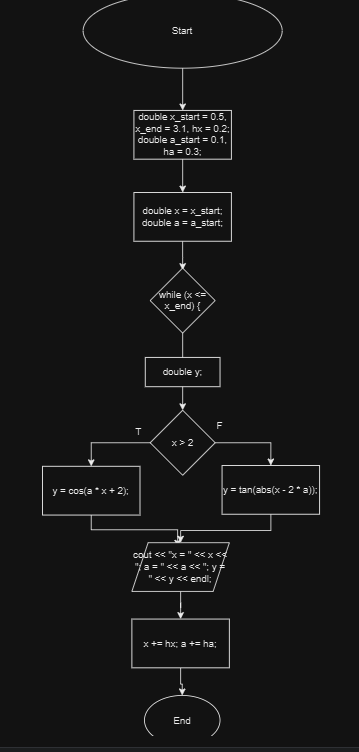 Start
double x_start = 0.5,
x_end = 3.1, hx = 0.2;
double a_start = 0.1,
ha = 0.3;
double x = x_start;
double a = a_start;
while (x <=
x_end) {
double y;
x > 2
T
F
y = cos(a * x + 2);
y = tan(abs(x - 2 * a));
cout << "x = " << x <<
"; a = " << a << "; y =
" << y << endl;
x += hx; a += ha;
End